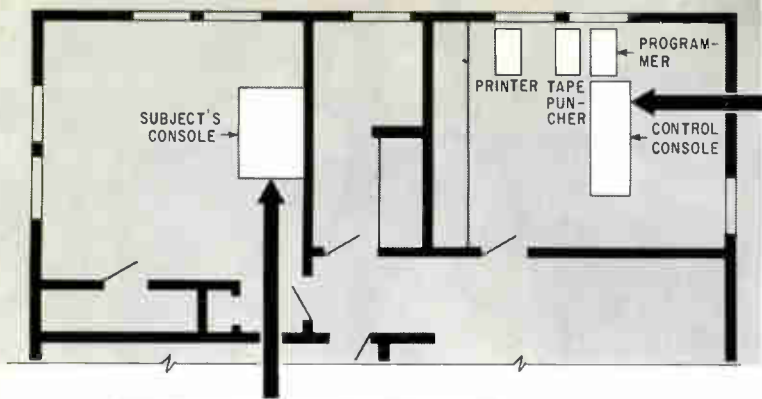 SUBJECT'S
CONSOLE
PRINTER
TAPE
PUN-
CHER
PROGRAM-
MER
CONTROL
CONSOLE